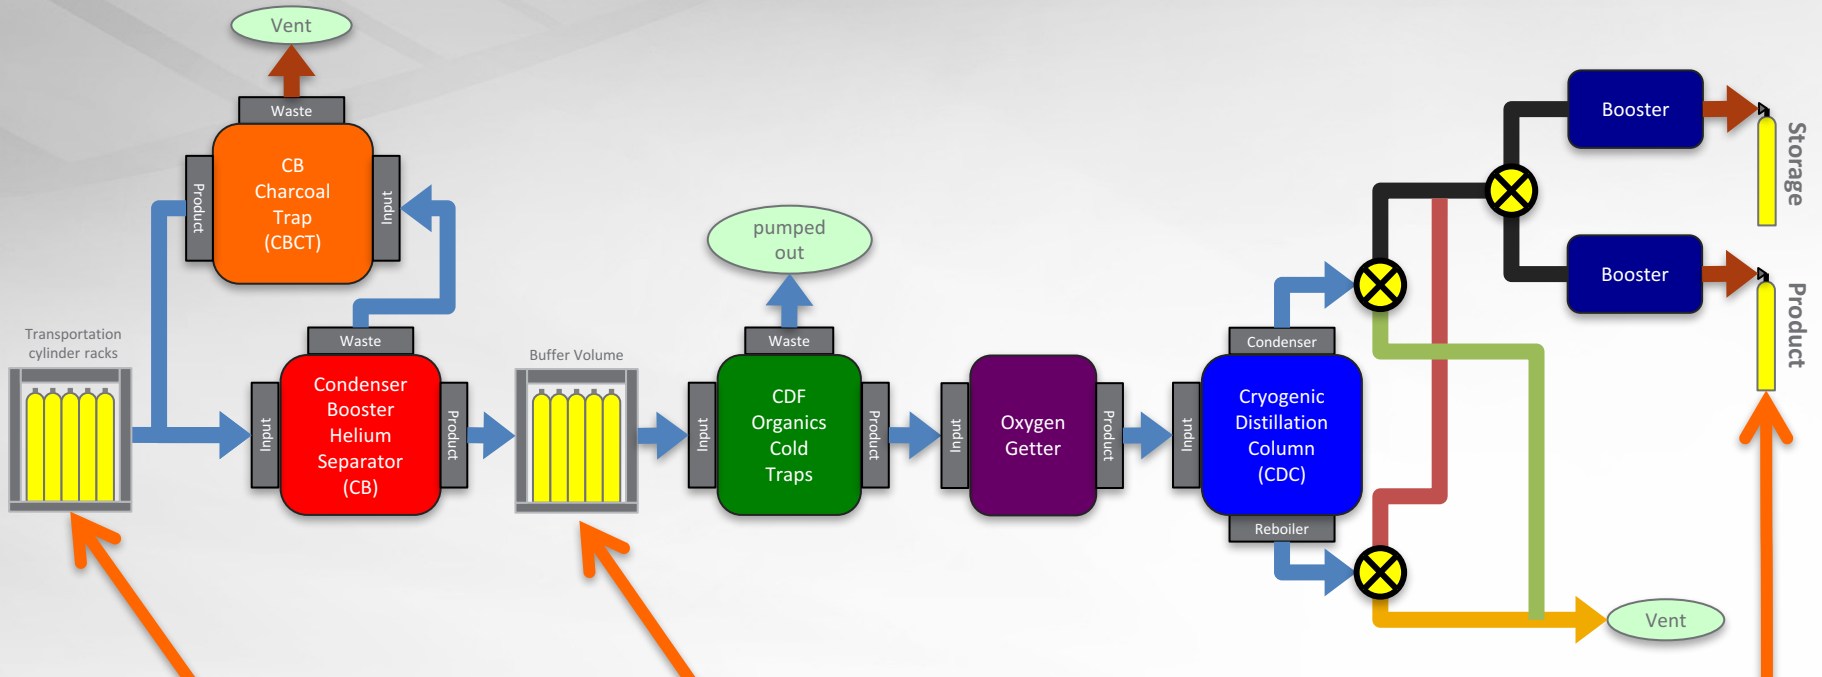 Vent
Waste
CB
Charcoal
Trap
(CBCT)
Product
Input
Transportation
cylinder racks
Waste
Condenser
Booster
Helium
Separator
(CB)
Input
Product
Buffer Volume
pumped
out
Waste
CDF
Organics
Cold
Traps
Input
Product
Oxygen
Getter
Input
Product
Condenser
Cryogenic
Distillation
Column
(CDC)
Input
Reboiler
Booster
Storage
Booster
Product
Vent